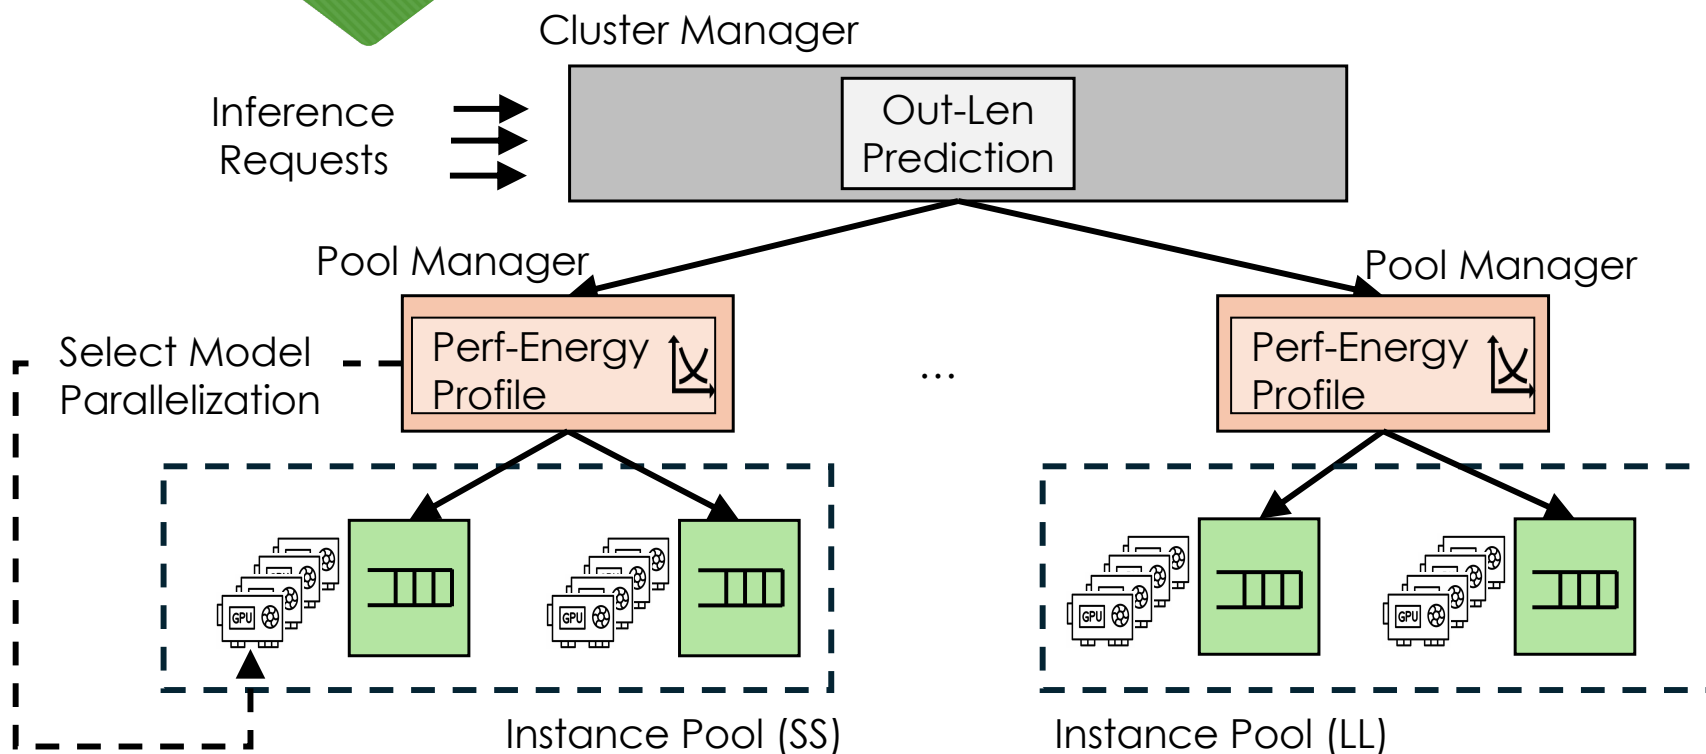 Cluster Manager
Inference
Requests
Out-Len
Prediction
Pool Manager
Pool Manager
Select Model
Parallelization
Perf-Energy
Profile
...
Perf-Energy
Profile
GPU
GPU
GPU
GPU
Instance Pool (SS)
Instance Pool (LL)